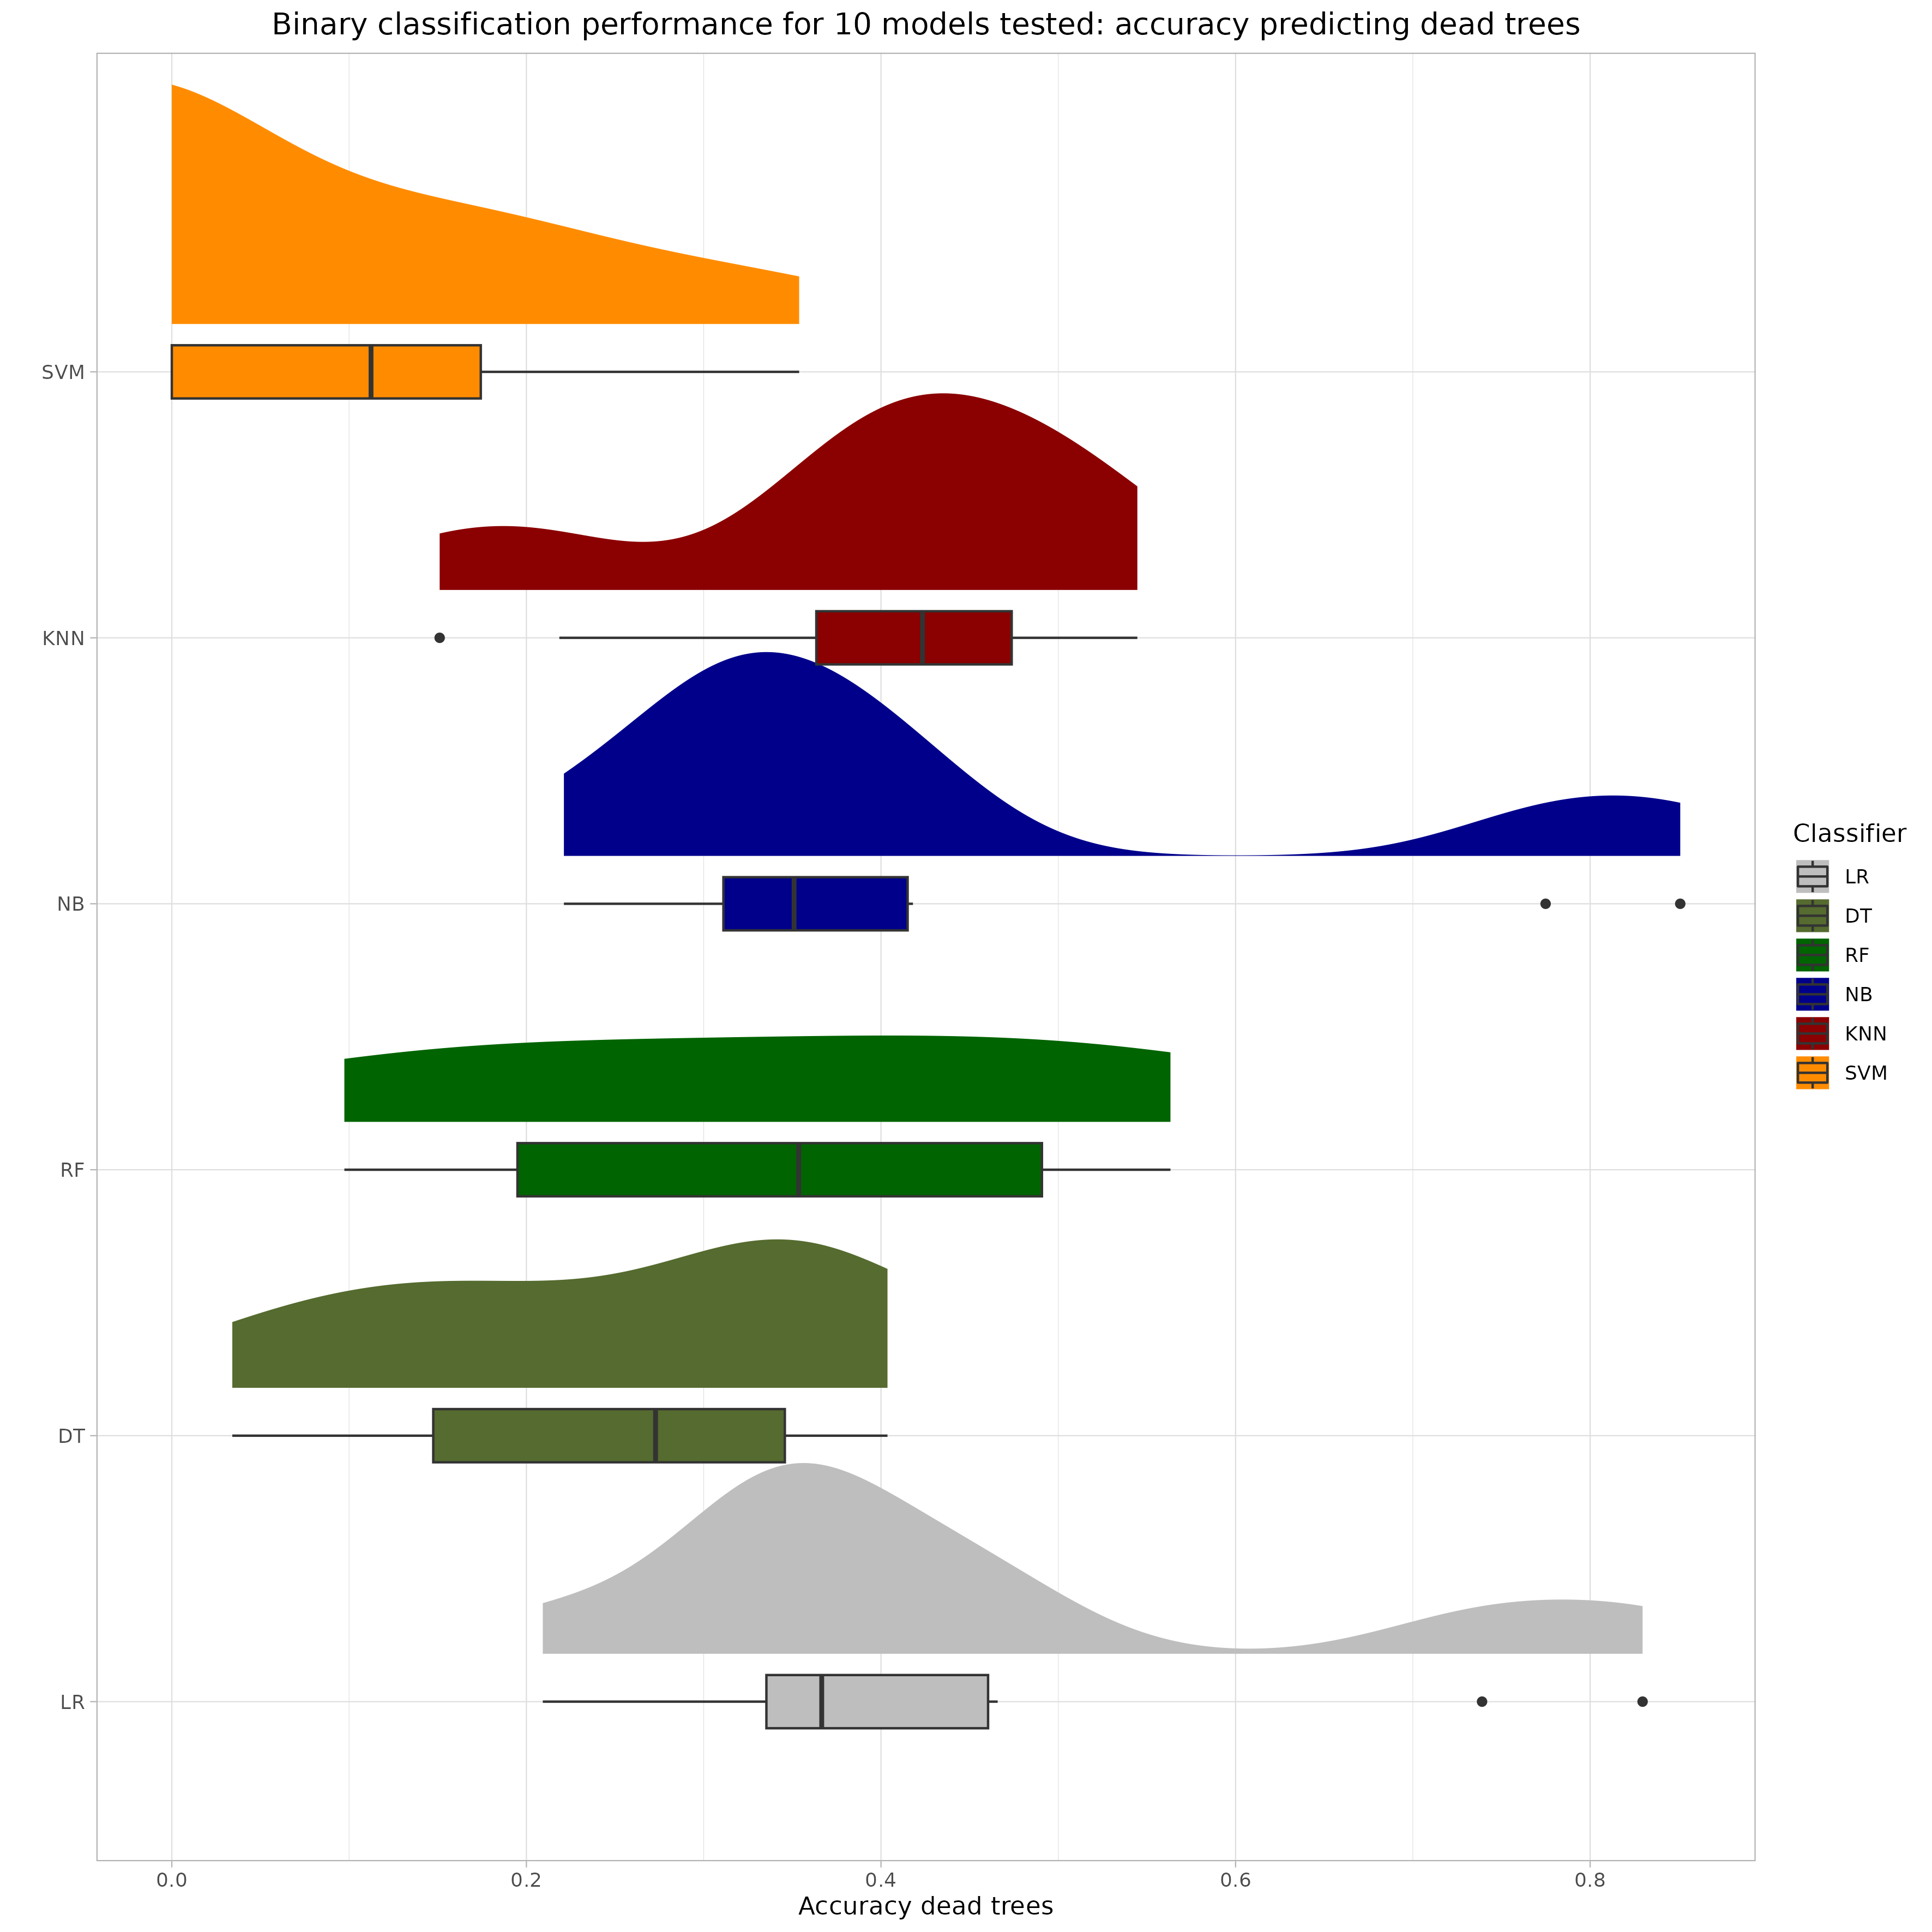 Binary classification performance for 10 models tested: accuracy predicting dead trees
SVM
KNN
NB
RF
DT
LR
0.0 0.2 0.4 0.6 0.8
Accuracy dead trees
Classifier
LR
DT
RF
NB
KNN
SVM